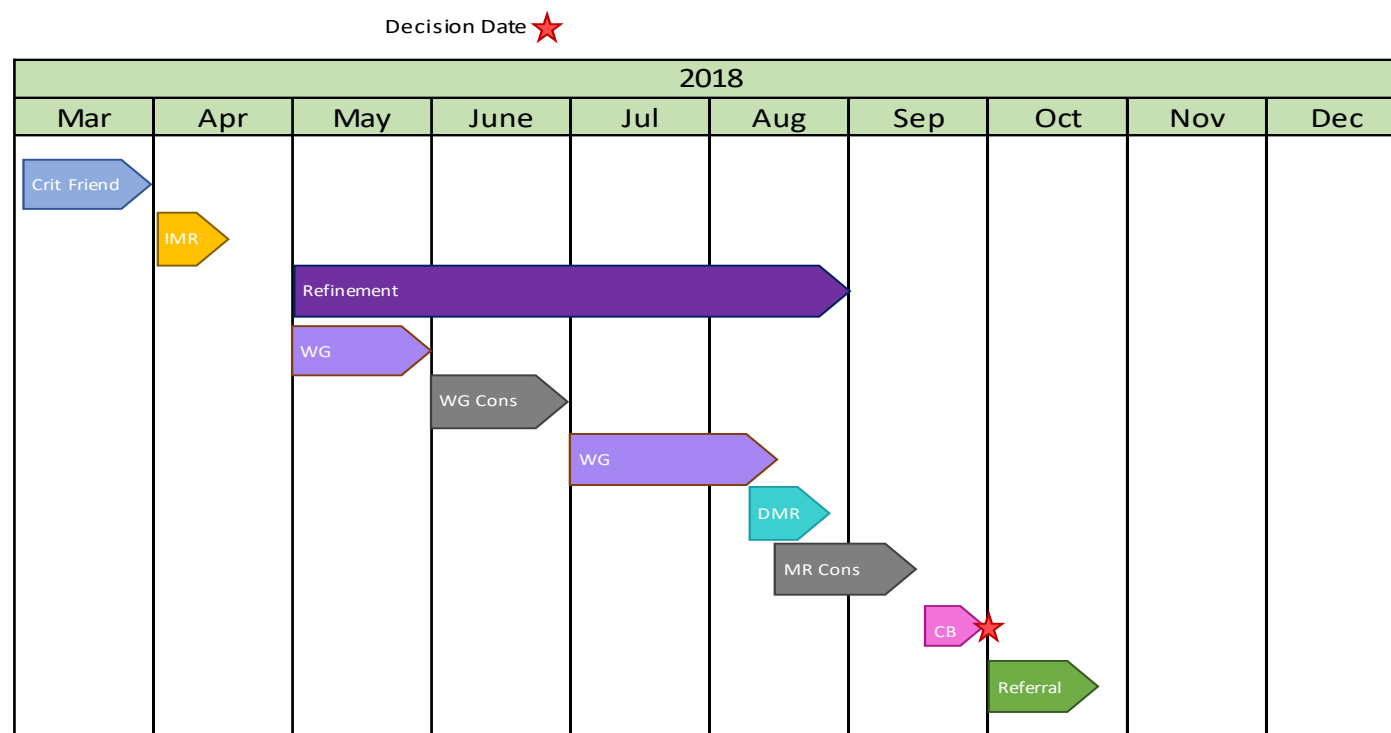 Decision Date
2018
Mar Apr May June Jul Aug Sep Oct Nov Dec
Crit Friend
IMR
Refinement
WG
WG Cons
WG
DMR
MR Cons
CB
Referral